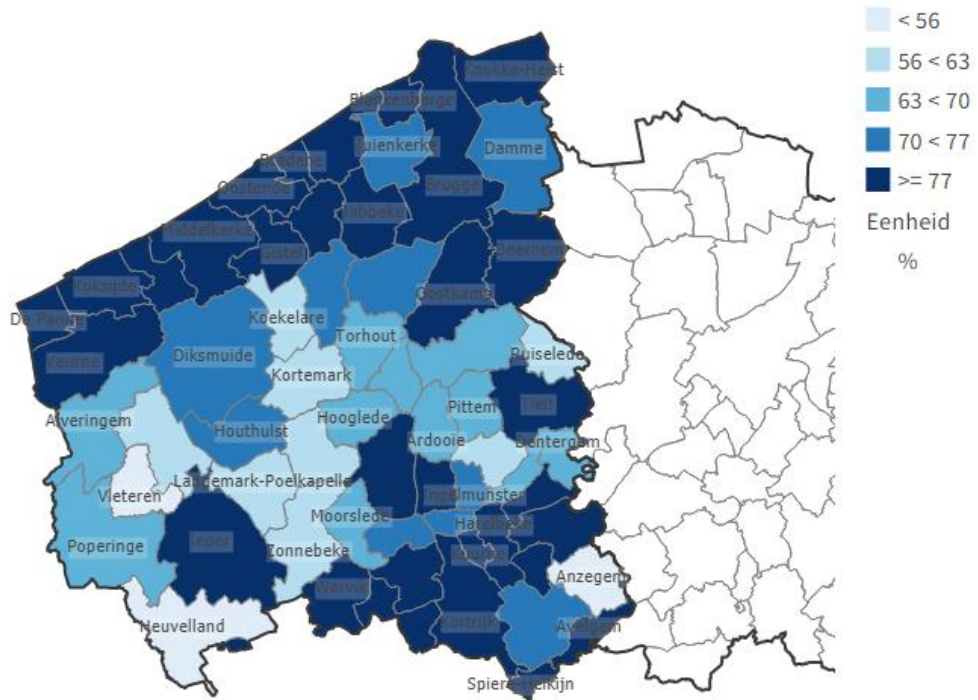 < 56
56 < 63
63 < 70
70 < 77
>= 77
Eenheid
%
Knokke-Heist
Blankenberge
Zuienkerke
Damme
Bredene
Oostende
Brugge
Jabbeke
Middelkerke
Gistel
Beernem
Koksijde
Oostkamp
De Panne
Koekelare
Torhout
Veurne
Diksmuide
Ruiselede
Kortemark
Tielt
Alveringem
Hooglede
Pittem
Houthulst
Ardooie
Dentergem
Langemark-Poelkapelle
Vleteren
Ingelmunster
Moorslede
Harelbeke
Ieper
Poperinge
Zonnebeke
Kuurne
Anzegem
Wervik
Heuvelland
Kortrijk
Avelgem
Spiere-Helkijn